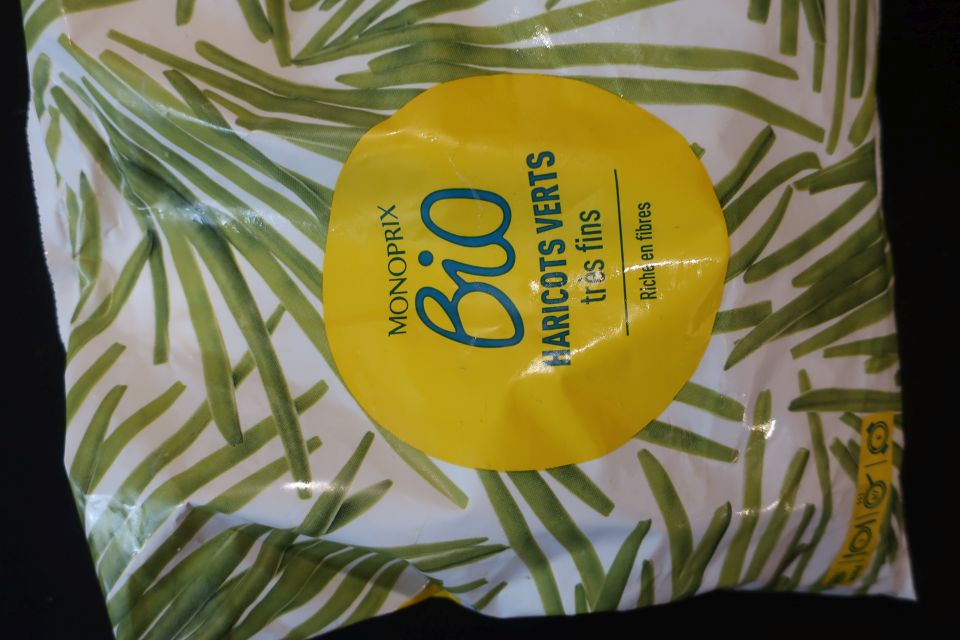 MONOPRIX
Bio
HARICOTS VERTS
très fins
Riche en fibres